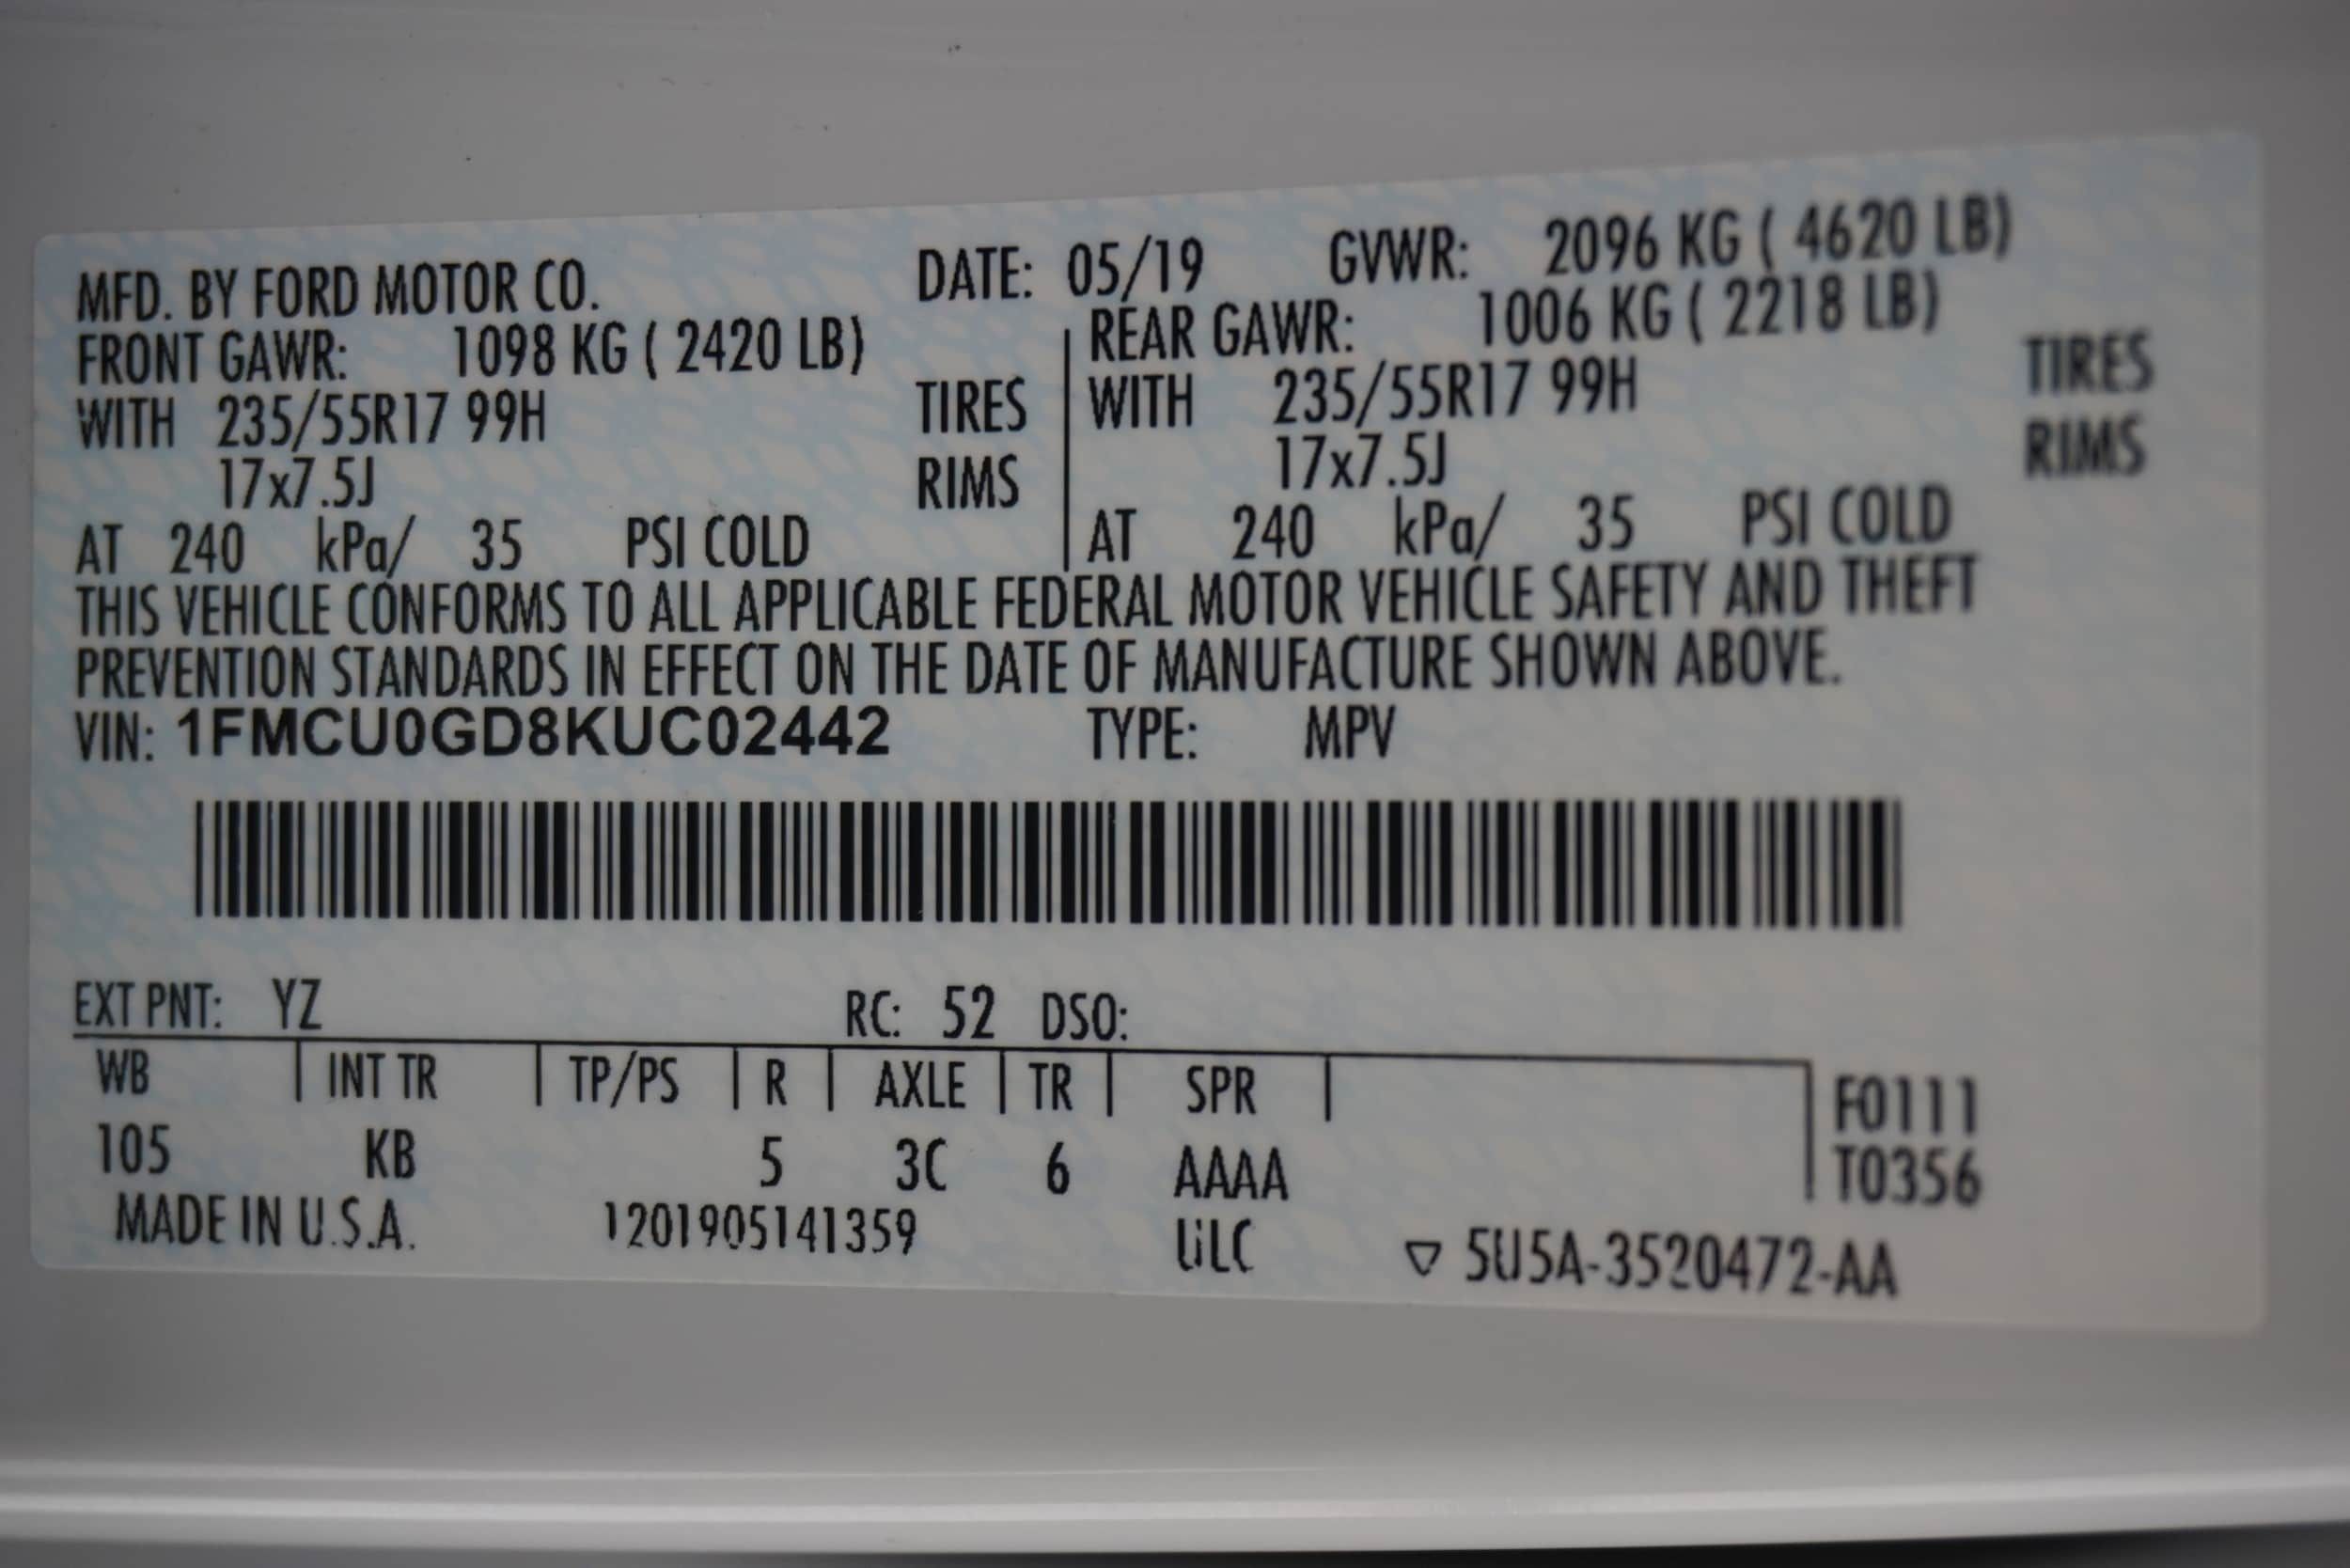 MFD. BY FORD MOTOR CO. DATE: 05/19 GVWR: 2096 KG ( 4620 LB)
FRONT GAWR: 1098 KG ( 2420 LB) REAR GAWR: 1006 KG ( 2218 LB)
WITH 235/55R17 99H TIRES WITH 235/55R17 99H TIRES
17x7.5J RIMS 17x7.5J RIMS
AT 240 kPa/ 35 PSI COLD AT 240 kPa/ 35 PSI COLD
THIS VEHICLE CONFORMS TO ALL APPLICABLE FEDERAL MOTOR VEHICLE SAFETY AND THEFT
PREVENTION STANDARDS IN EFFECT ON THE DATE OF MANUFACTURE SHOWN ABOVE.
VIN: 1FMCU0GD8KUC02442 TYPE: MPV
EXT PNT: YZ RC: 52 DSO:
WB INT TR TP/PS R AXLE TR SPR F0111
105 KB 5 3C 6 AAAA T0356
MADE IN U.S.A. 1201905141359 ▽ 5U5A-3520472-AA